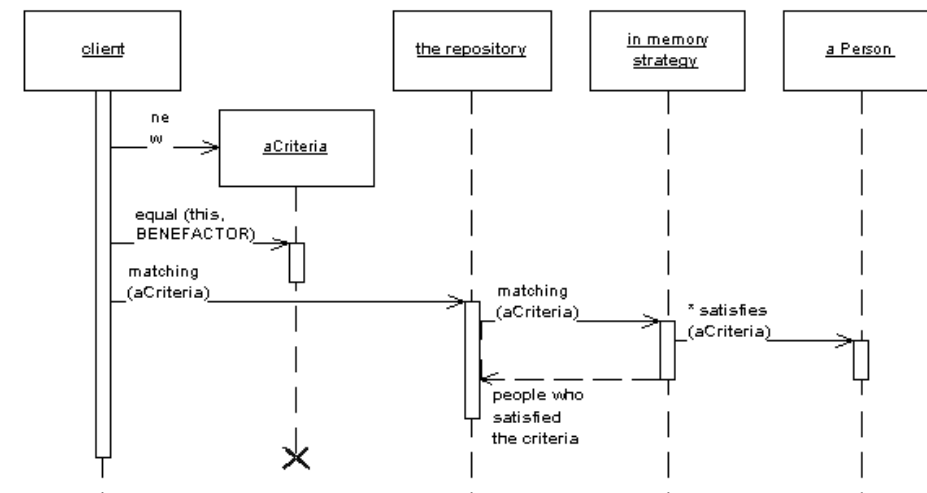 client
the repository
in memory
strategy
a Person
ne
w
aCriteria
equal (this,
BENEFACTOR)
matching
(aCriteria)
matching
(aCriteria)
* satisfies
(aCriteria)
people who
satisfied
the criteria